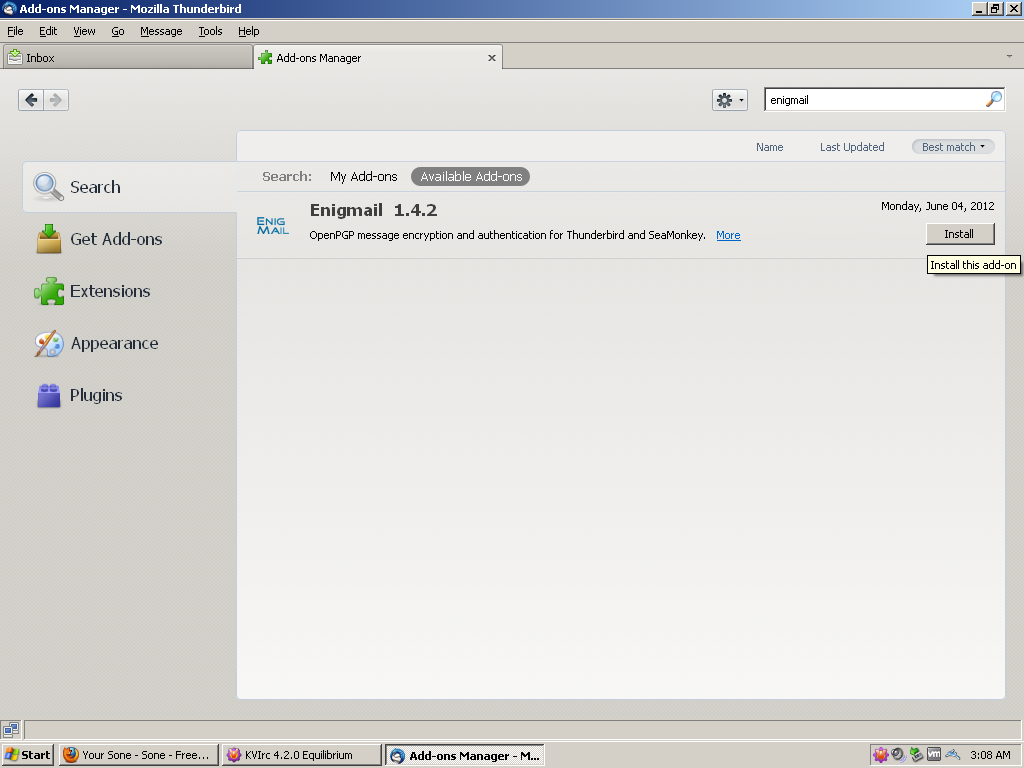 Add-ons Manager - Mozilla Thunderbird
File Edit View Go Message Tools Help
Inbox
Add-ons Manager
enigmail
Name Last Updated Best match
Search
Search: My Add-ons Available Add-ons
ENIG
MAIL
Enigmail 1.4.2
Monday, June 04, 2012
OpenPGP message encryption and authentication for Thunderbird and SeaMonkey. More
Install
Get Add-ons
Install this add-on
Extensions
Appearance
Plugins
Start Your Sone - Sone - Free... KVIrc 4.2.0 Equilibrium Add-ons Manager - M... 3:08 AM